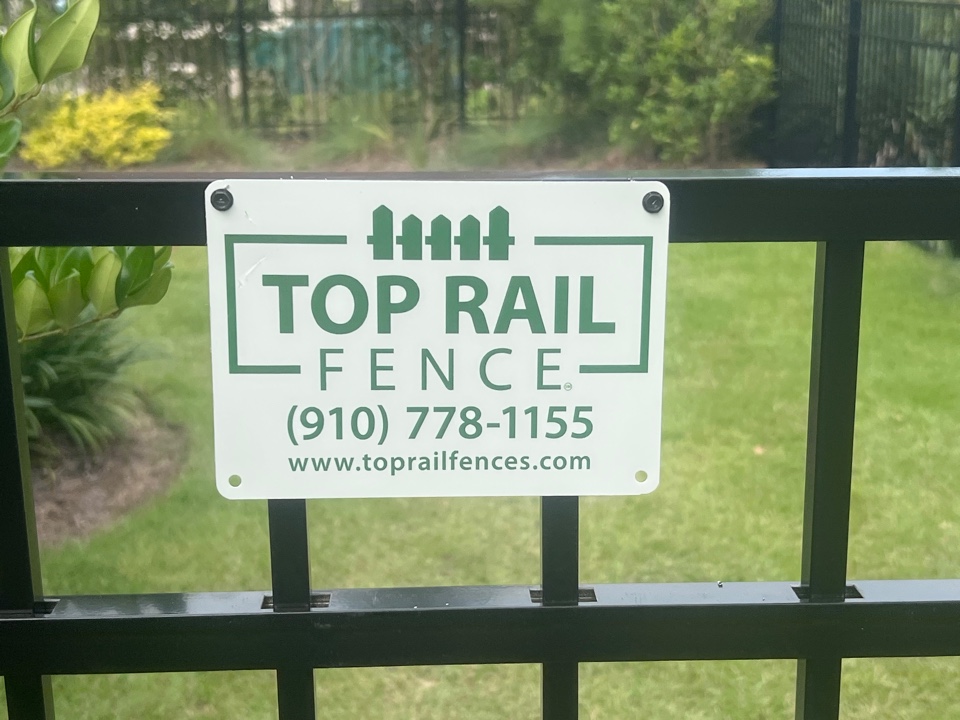 TOP RAIL
FENCE
(910) 778-1155
www.toprailfences.com